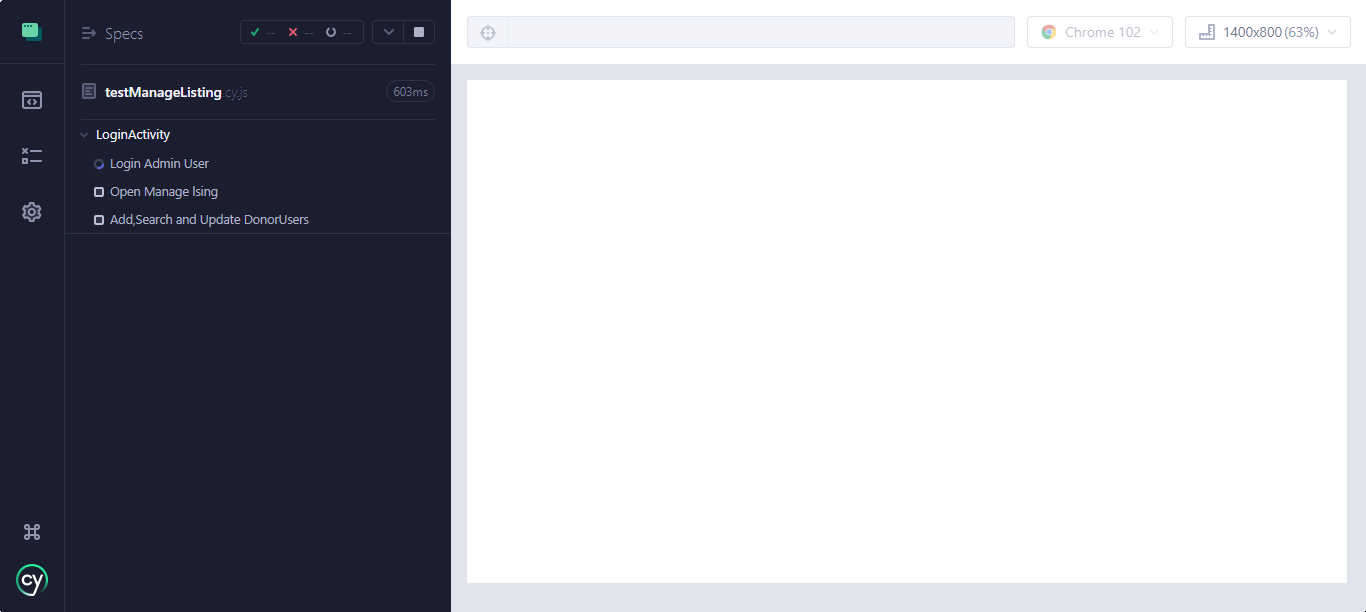 Specs
-- -- --
testManageListing.cy.js
603ms
LoginActivity
Login Admin User
Open Manage lsing
Add,Search and Update DonorUsers
cy
Chrome 102
1400x800 (63%)